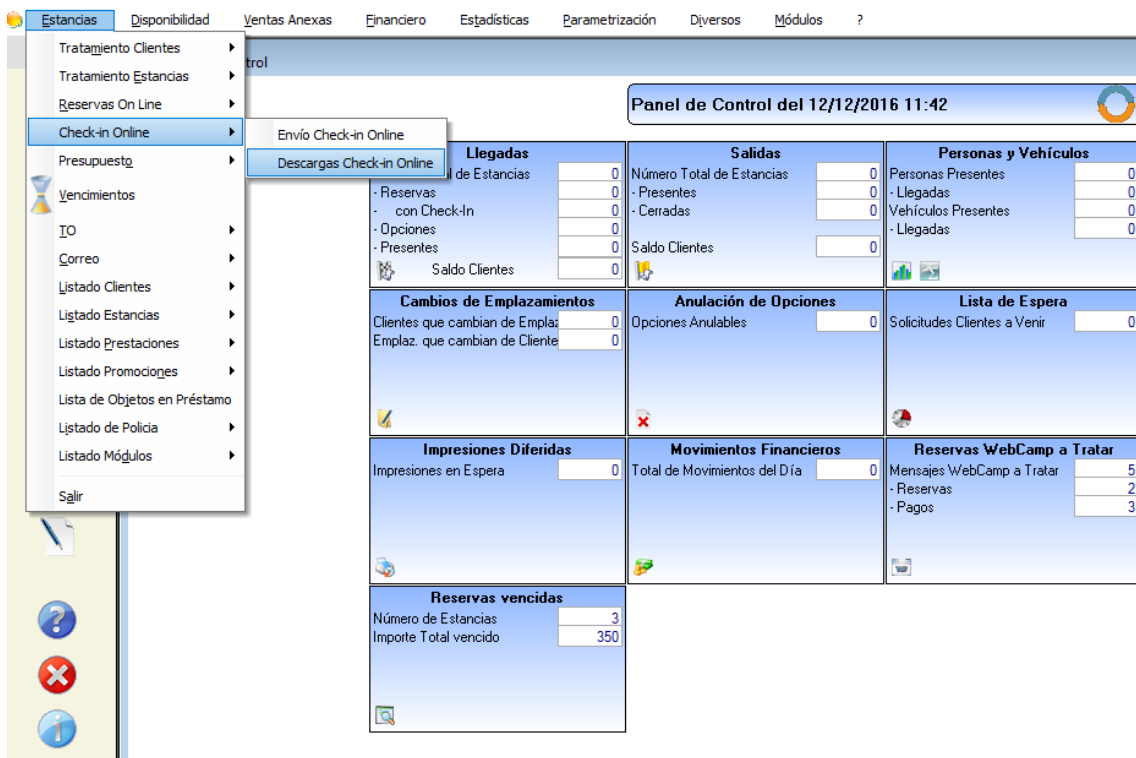 Estancias Disponibilidad Ventas Anexas Financiero Estadísticas Parametrización Diversos Módulos ?
Tratamiento Clientes
Tratamiento Estancias
Reservas On Line
Check-in Online
Presupuesto
Vencimientos
TO
Correo
Listado Clientes
Listado Estancias
Listado Prestaciones
Listado Promociones
Lista de Objetos en Préstamo
Listado de Policia
Listado Módulos
Salir
Envío Check-in Online
Descargas Check-in Online
trol
Panel de Control del 12/12/2016 11:42
Llegadas
al de Estancias 0
- Reservas 0
- con Check-In 0
- Opciones 0
- Presentes 0
Saldo Clientes 0
Salidas
Número Total de Estancias 0
- Presentes 0
- Cerradas 0
Saldo Clientes 0
Personas y Vehículos
Personas Presentes 0
- Llegadas 0
Vehículos Presentes 0
- Llegadas 0
Cambios de Emplazamientos
Clientes que cambian de Empla: 0
Emplaz. que cambian de Cliente 0
Anulación de Opciones
Opciones Anulables 0
Lista de Espera
Solicitudes Clientes a Venir 0
Impresiones Diferidas
Impresiones en Espera 0
Movimientos Financieros
Total de Movimientos del Día 0
Reservas WebCamp a Tratar
Mensajes WebCamp a Tratar 5
- Reservas 2
- Pagos 3
Reservas vencidas
Número de Estancias 3
Importe Total vencido 350